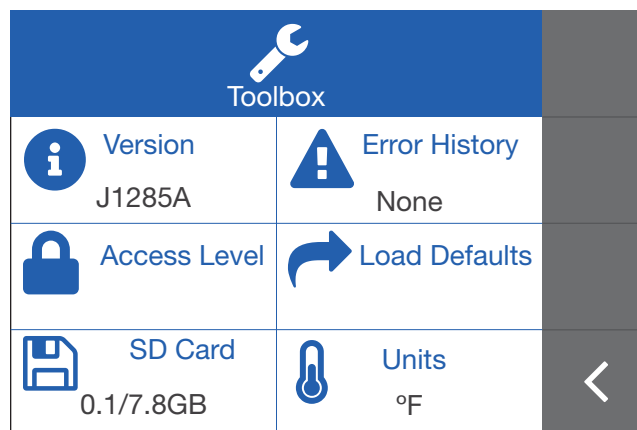 Toolbox
Version
J1285A
Error History
None
Access Level
Load Defaults
SD Card
0.1/7.8GB
Units
ºF